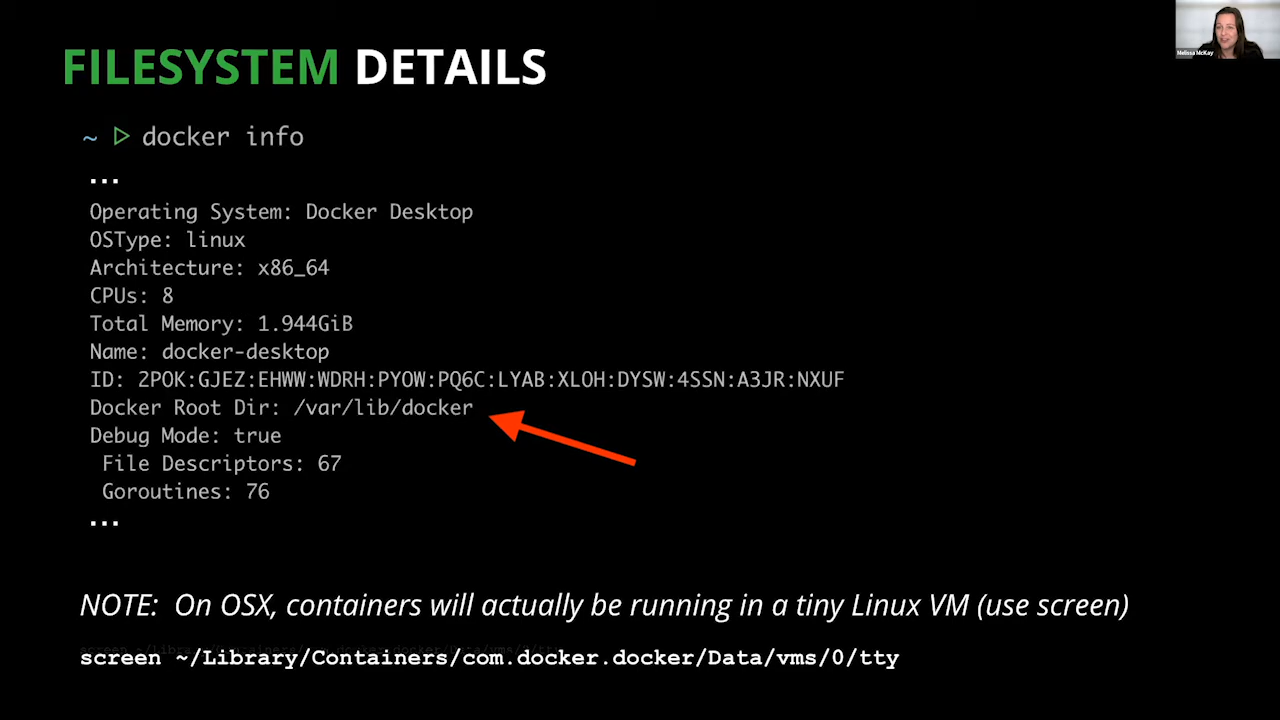 FILESYSTEM DETAILS
Melissa McKay
~ ▷ docker info
...
Operating System: Docker Desktop
OSType: linux
Architecture: x86_64
CPUs: 8
Total Memory: 1.944GiB
Name: docker-desktop
ID: 2POK:GJEZ:EHWW:WDRH:PYOW:PQ6C:LYAB:XLOH:DYSW:4SSN:A3JR:NXUF
Docker Root Dir: /var/lib/docker
Debug Mode: true
File Descriptors: 67
Goroutines: 76
...
NOTE: On OSX, containers will actually be running in a tiny Linux VM (use screen)
screen ~/Library/Containers/com.docker.docker/Data/vms/0/tty